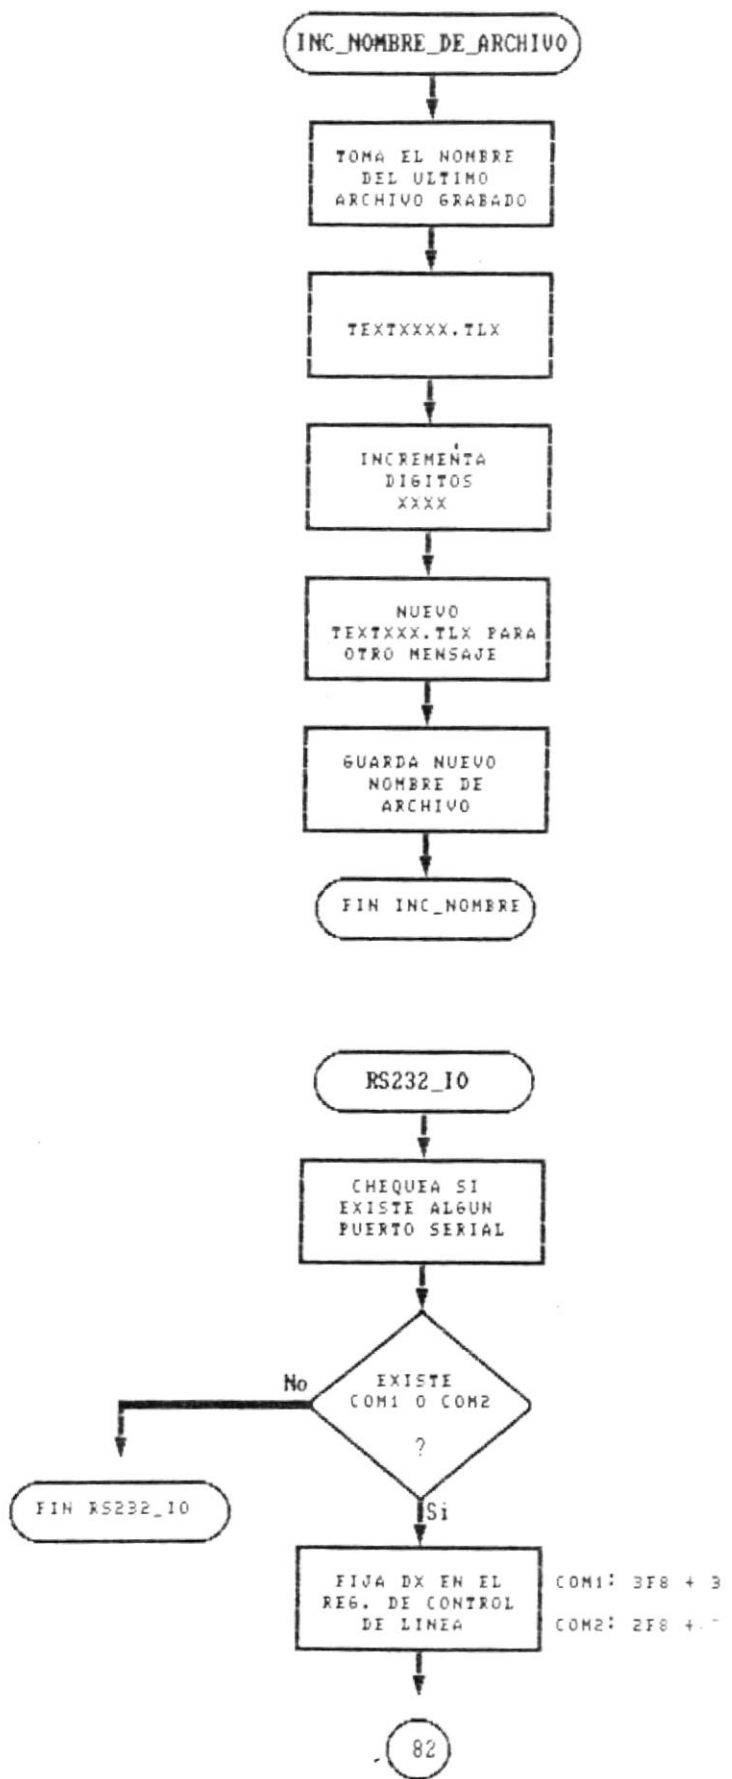 INC_NOMBRE_DE_ARCHIVO
TOMA EL NOMBRE
DEL ULTIMO
ARCHIVO GRABADO
TEXTXXXX.TLX
INCREMENTA
DIGITOS
XXXX
NUEVO
TEXTXXX.TLX PARA
OTRO MENSAJE
GUARDA NUEVO
NOMBRE DE
ARCHIVO
FIN INC_NOMBRE
RS232_IO
CHEQUEA SI
EXISTE ALGUN
PUERTO SERIAL
EXISTE
COM1 O COM2
?
No
FIN RS232_IO
Si
FIJA DX EN EL
REG. DE CONTROL
DE LINEA
COM1: 3F8 + 3
COM2: 2F8 +
82